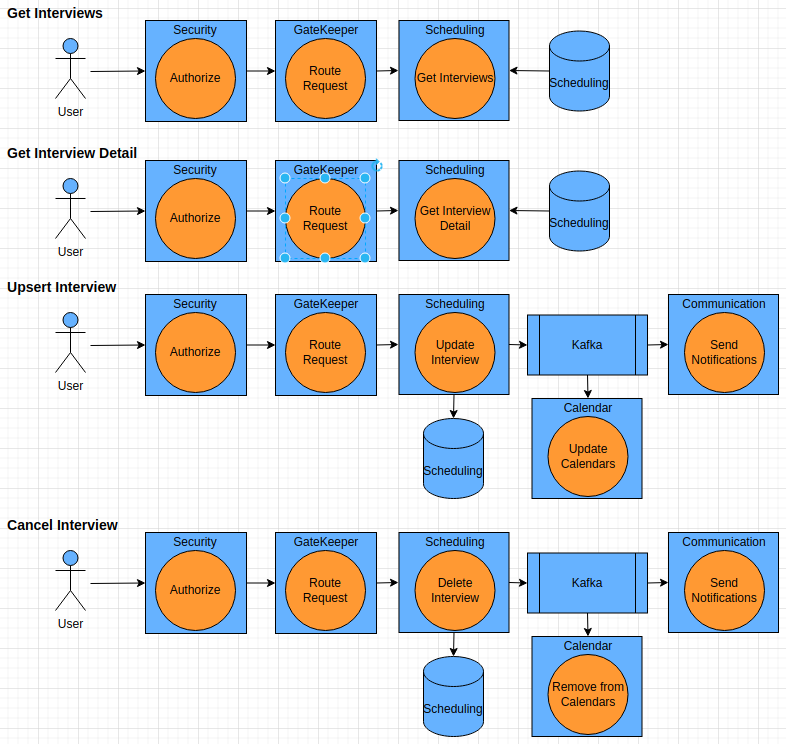 Get Interviews
Security
GateKeeper
Scheduling
Authorize
Route
Request
Get Interviews
Scheduling
User
Get Interview Detail
Security
GateKeeper
Scheduling
Authorize
Route
Request
Get Interview
Detail
Scheduling
User
Upsert Interview
Security
GateKeeper
Scheduling
Communication
Authorize
Route
Request
Update
Interview
Kafka
Send
Notifications
User
Calendar
Update
Calendars
Scheduling
Cancel Interview
Security
GateKeeper
Scheduling
Communication
Authorize
Route
Request
Delete
Interview
Kafka
Send
Notifications
User
Calendar
Remove from
Calendars
Scheduling